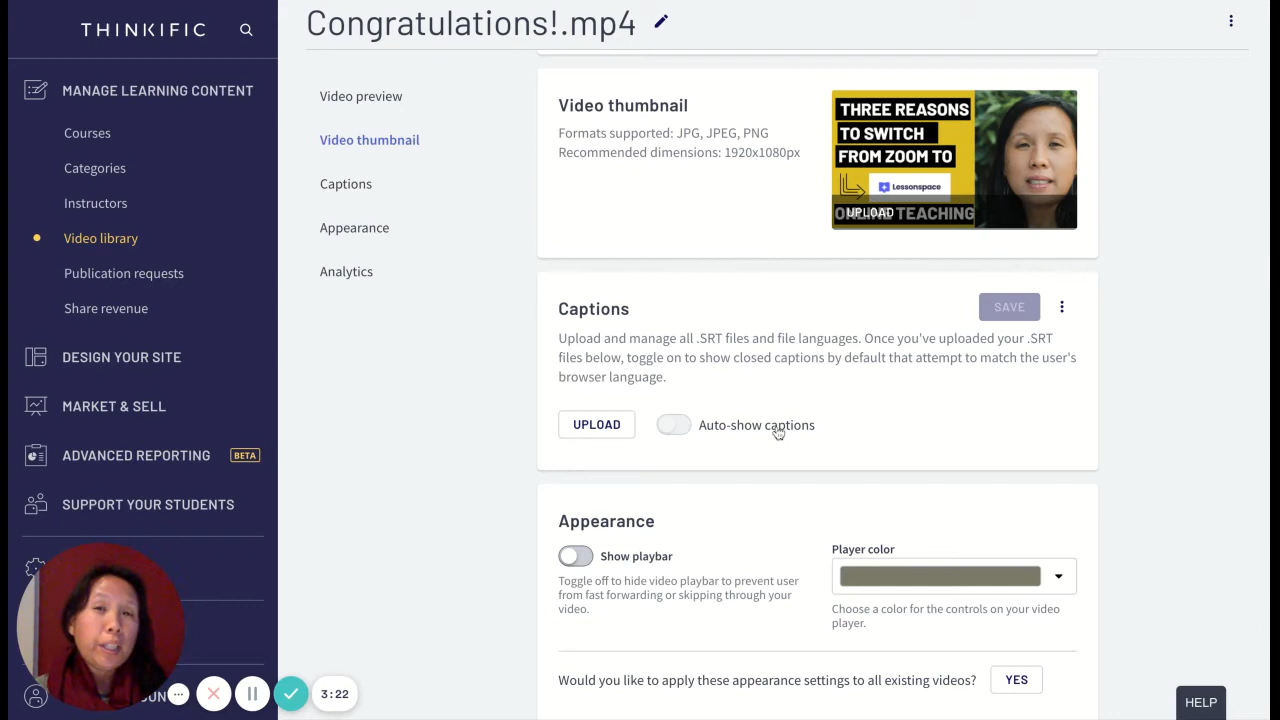 THINKIFIC
MANAGE LEARNING CONTENT
Courses
Categories
Instructors
Video library
Publication requests
Share revenue
DESIGN YOUR SITE
MARKET & SELL
ADVANCED REPORTING BETA
SUPPORT YOUR STUDENTS
3:22
Congratulations!.mp4
Video preview
Video thumbnail
Captions
Appearance
Analytics
Video thumbnail
Formats supported: JPG, JPEG, PNG
Recommended dimensions: 1920x1080px
THREE REASONS
TO SWITCH
FROM ZOOM TO
Lessonspace
ONLINE TEACHING
UPLOAD
Captions
SAVE
Upload and manage all .SRT files and file languages. Once you've uploaded your .SRT
files below, toggle on to show closed captions by default that attempt to match the user's
browser language.
UPLOAD
Auto-show captions
Appearance
Show playbar
Toggle off to hide video playbar to prevent user
from fast forwarding or skipping through your
video.
Player color
Choose a color for the controls on your video
player.
Would you like to apply these appearance settings to all existing videos?
YES
HELP